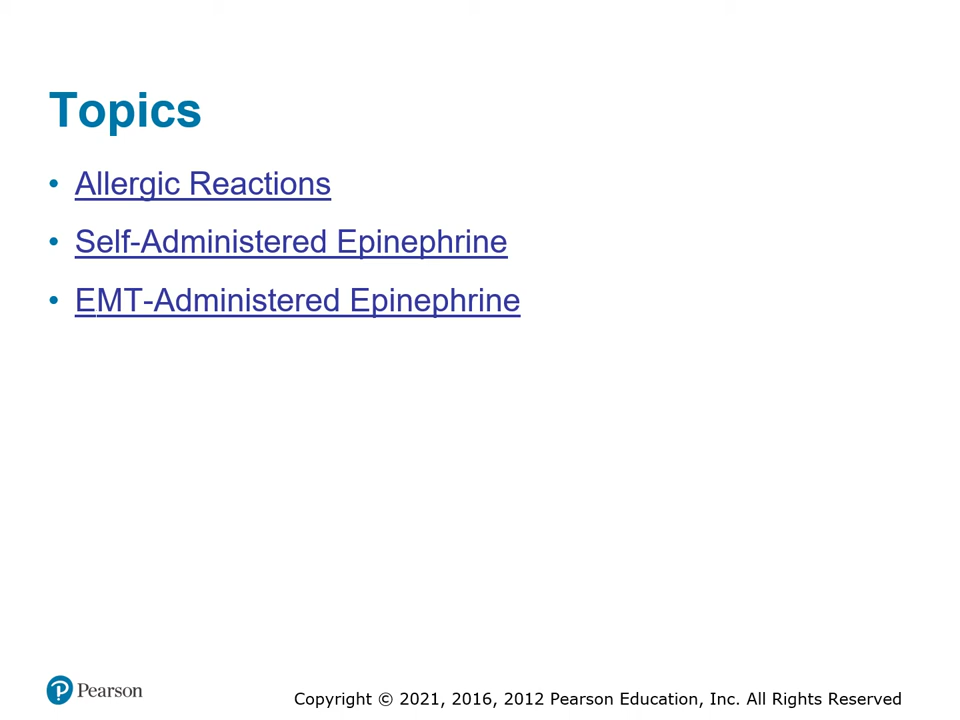 Topics
• Allergic Reactions
• Self-Administered Epinephrine
• EMT-Administered Epinephrine
Pearson
Copyright © 2021, 2016, 2012 Pearson Education, Inc. All Rights Reserved